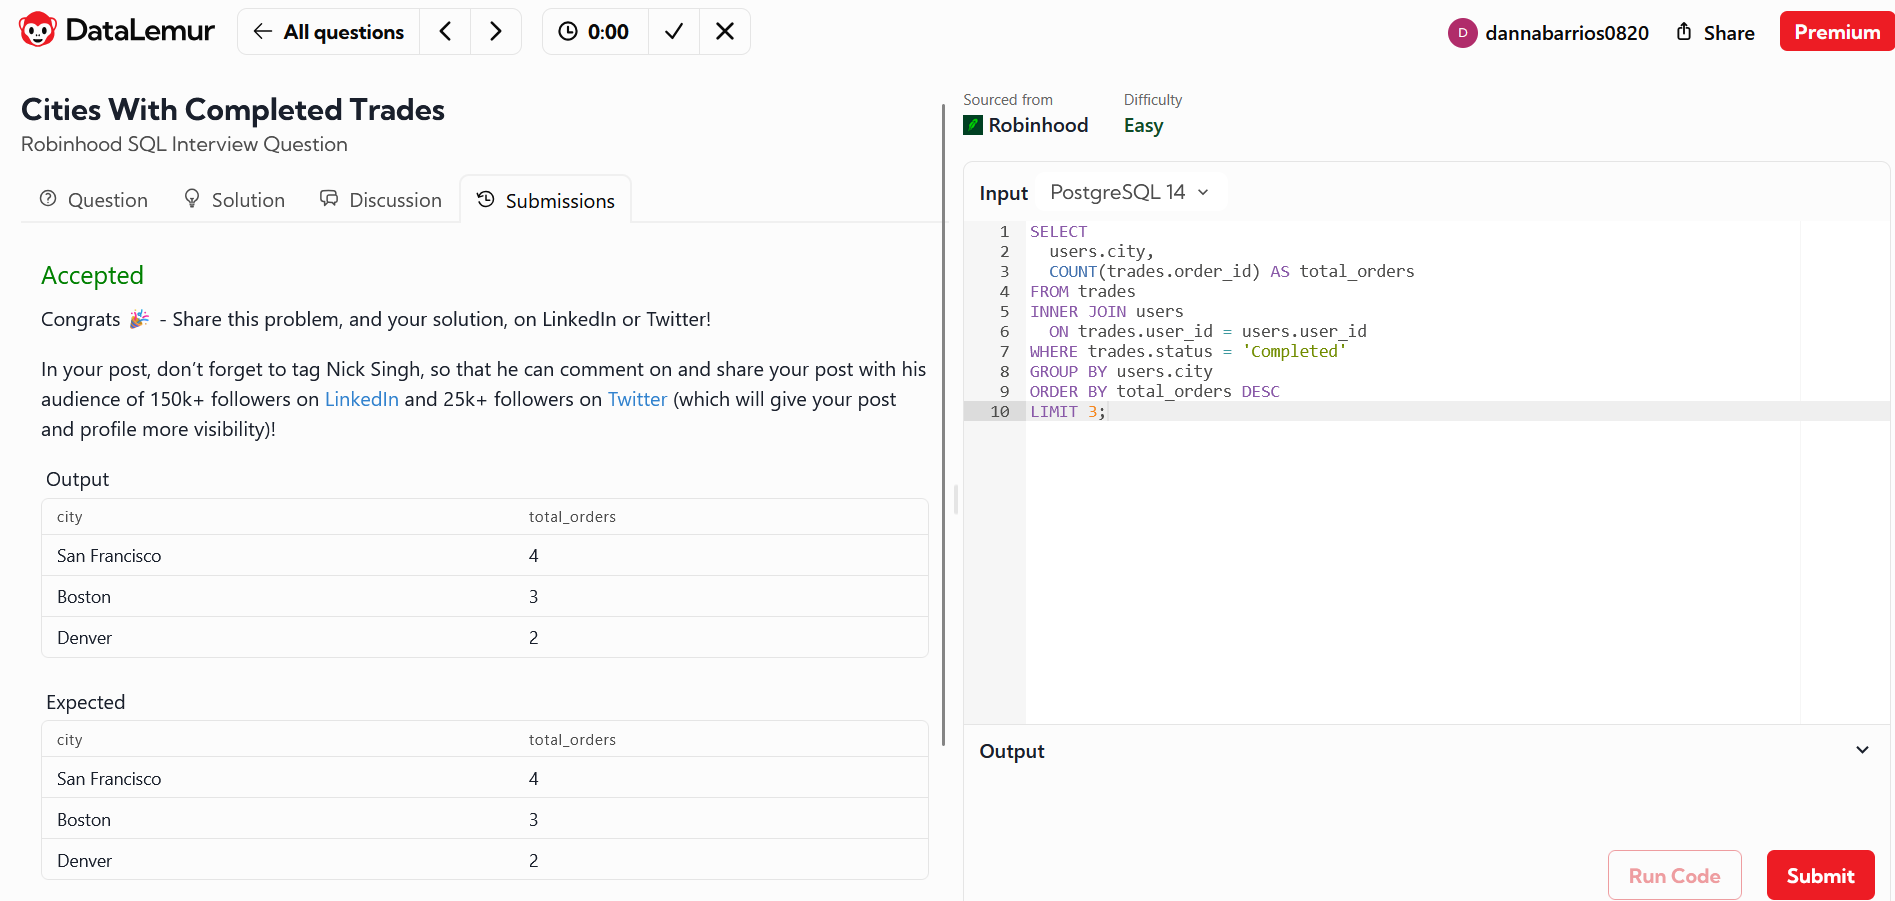 DataLemur
All questions
0:00
D
dannabarrios0820
Share
Premium
Cities With Completed Trades
Robinhood SQL Interview Question
Question
Solution
Discussion
Submissions
Accepted
Congrats 🎉 - Share this problem, and your solution, on LinkedIn or Twitter!
In your post, don’t forget to tag Nick Singh, so that he can comment on and share your post with his
audience of 150k+ followers on LinkedIn and 25k+ followers on Twitter (which will give your post
and profile more visibility)!
Output
city total_orders
San Francisco 4
Boston 3
Denver 2
Expected
city total_orders
San Francisco 4
Boston 3
Denver 2
Sourced from
Robinhood
Difficulty
Easy
Input PostgreSQL 14
1 SELECT
2 users.city,
3 COUNT(trades.order_id) AS total_orders
4 FROM trades
5 INNER JOIN users
6 ON trades.user_id = users.user_id
7 WHERE trades.status = 'Completed'
8 GROUP BY users.city
9 ORDER BY total_orders DESC
10 LIMIT 3;
Output
Run Code
Submit